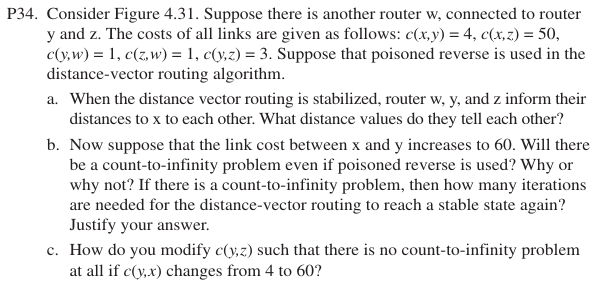 P34. Consider Figure 4.31. Suppose there is another router w, connected to router
y and z. The costs of all links are given as follows: c(x,y) = 4, c(x,z) = 50,
c(y,w) = 1, c(z,w) = 1, c(y,z) = 3. Suppose that poisoned reverse is used in the
distance-vector routing algorithm.
a. When the distance vector routing is stabilized, router w, y, and z inform their
distances to x to each other. What distance values do they tell each other?
b. Now suppose that the link cost between x and y increases to 60. Will there
be a count-to-infinity problem even if poisoned reverse is used? Why or
why not? If there is a count-to-infinity problem, then how many iterations
are needed for the distance-vector routing to reach a stable state again?
Justify your answer.
c. How do you modify c(y,z) such that there is no count-to-infinity problem
at all if c(y,x) changes from 4 to 60?